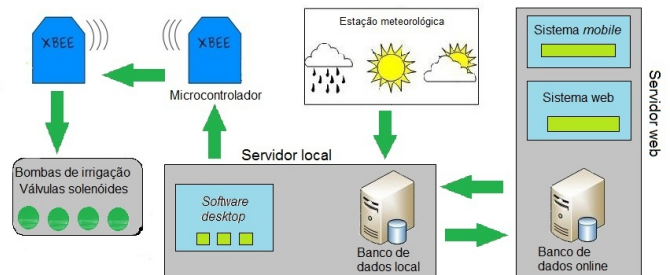 XBEE
XBEE
Microcontrolador
Estação meteorológica
Sistema mobile
Sistema web
Servidor web
Bombas de irrigação
Válvulas solenóides
Servidor local
Software
desktop
Banco de
dados local
Banco de
dados online